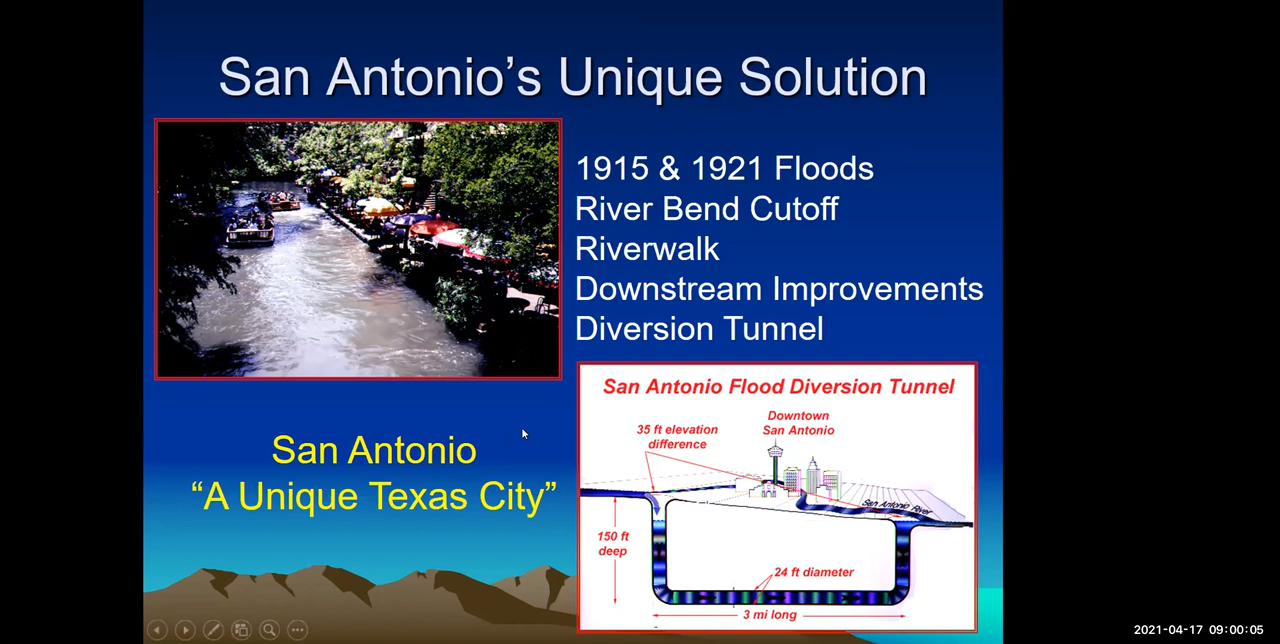 San Antonio’s Unique Solution
1915 & 1921 Floods
River Bend Cutoff
Riverwalk
Downstream Improvements
Diversion Tunnel
San Antonio
“A Unique Texas City”
San Antonio Flood Diversion Tunnel
Downtown
San Antonio
35 ft elevation
difference
San Antonio River
150 ft
deep
24 ft diameter
3 mi long
2021-04-17 09:00:05